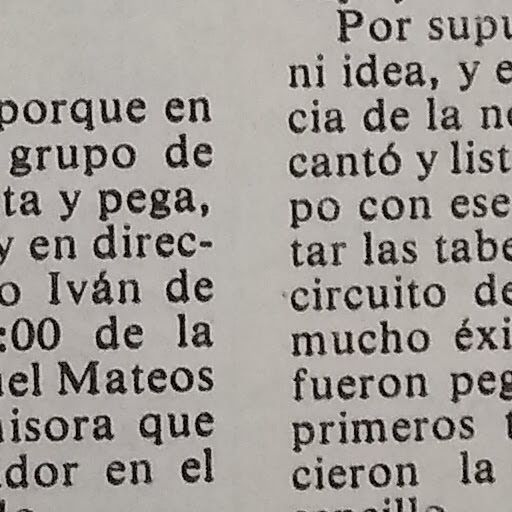 porque en
grupo de
ta y pega,
y en direc-
o Iván de
:00 de la
el Mateos
isora que
dor en el
Por supu
ni idea, y e
cia de la no
cantó y list
po con ese
tar las tabe
circuito de
mucho éxi
fueron peg
primeros t
cieron la